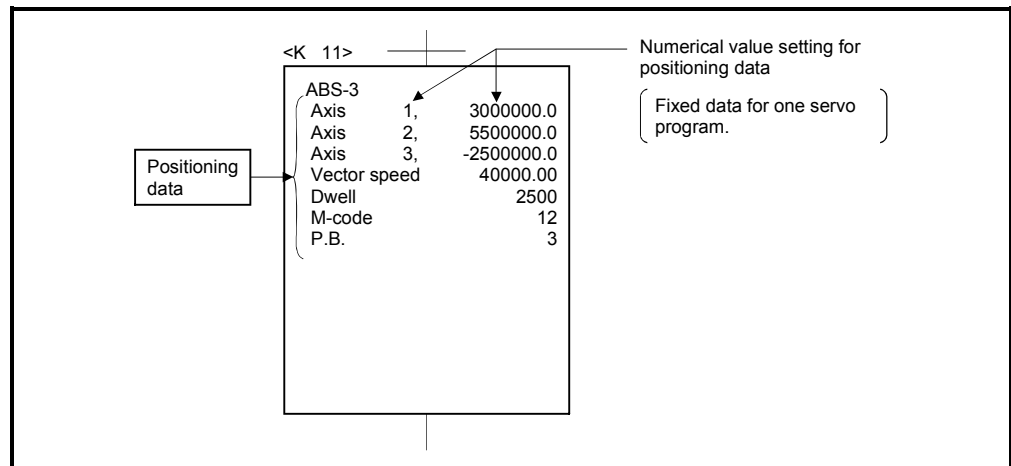 <K 11>
Numerical value setting for
positioning data
Fixed data for one servo
program.
ABS-3
Axis 1, 3000000.0
Axis 2, 5500000.0
Axis 3, -2500000.0
Vector speed 40000.00
Dwell 2500
M-code 12
P.B. 3
Positioning
data